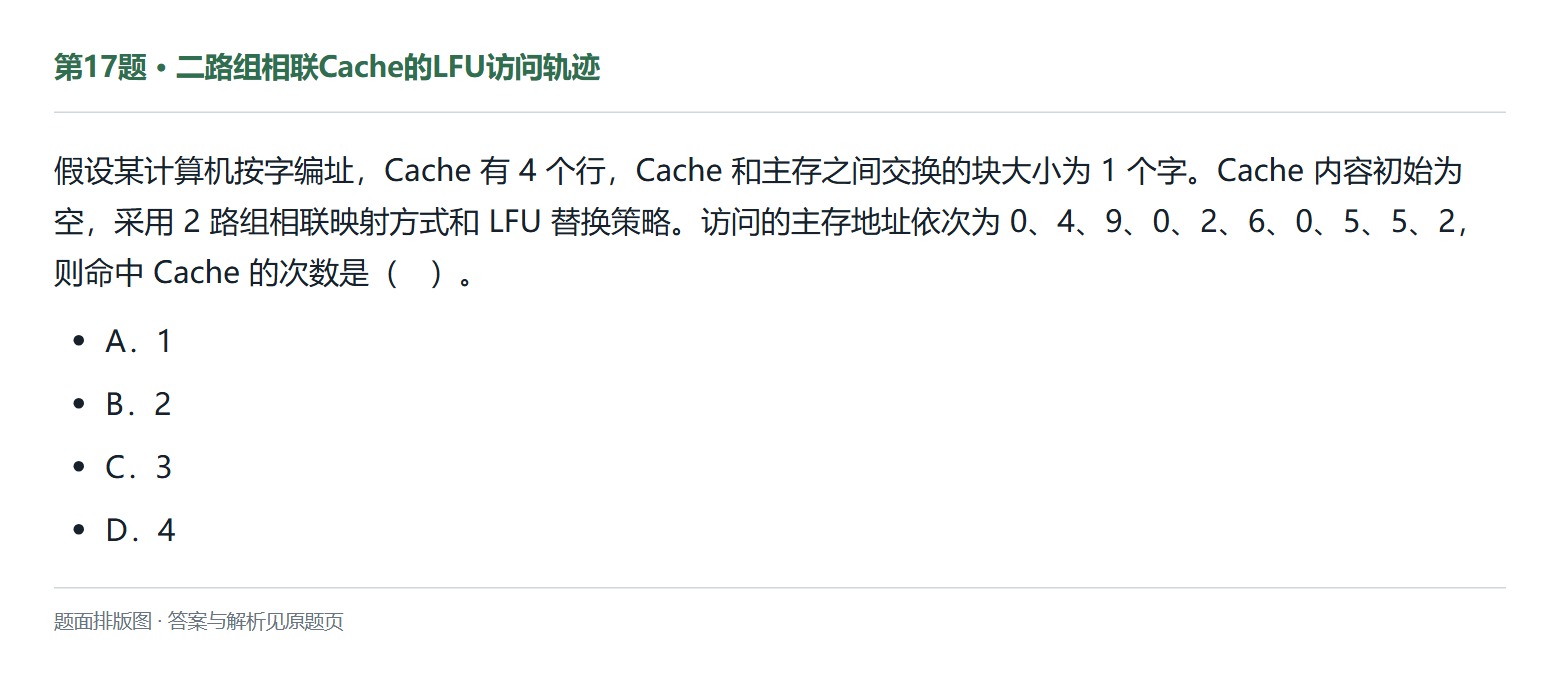 第17题 • 二路组相联Cache的LFU访问轨迹
假设某计算机按字编址，Cache 有 4 个行，Cache 和主存之间交换的块大小为 1 个字。Cache 内容初始为
空，采用 2 路组相联映射方式和 LFU 替换策略。访问的主存地址依次为 0、4、9、0、2、6、0、5、5、2，
则命中 Cache 的次数是（　）。
• A．1
• B．2
• C．3
• D．4
题面排版图 · 答案与解析见原题页